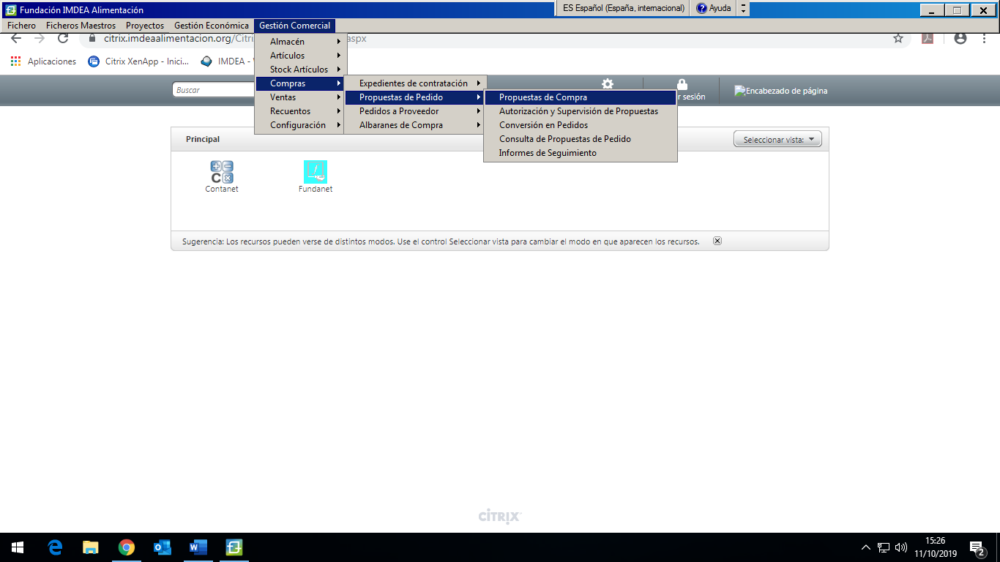 Fundación IMDEA Alimentación
ES Español (España, internacional)
Ayuda
Fichero
Ficheros Maestros
Proyectos
Gestión Económica
Gestión Comercial
citrix.imdeaalimentacion.org/Citri
aspx
Aplicaciones
Citrix XenApp - Inici...
IMDEA -
Almacén
Artículos
Stock Artículos
Compras
Ventas
Recuentos
Configuración
Expedientes de contratación
Propuestas de Pedido
Pedidos a Proveedor
Albaranes de Compra
Propuestas de Compra
Autorización y Supervisión de Propuestas
Conversión en Pedidos
Consulta de Propuestas de Pedido
Informes de Seguimiento
Buscar
r sesión
Encabezado de página
Principal
Seleccionar vista:
Contanet
Fundanet
Sugerencia: Los recursos pueden verse de distintos modos. Use el control Seleccionar vista para cambiar el modo en que aparecen los recursos.
CITRIX
15:26
11/10/2019
2